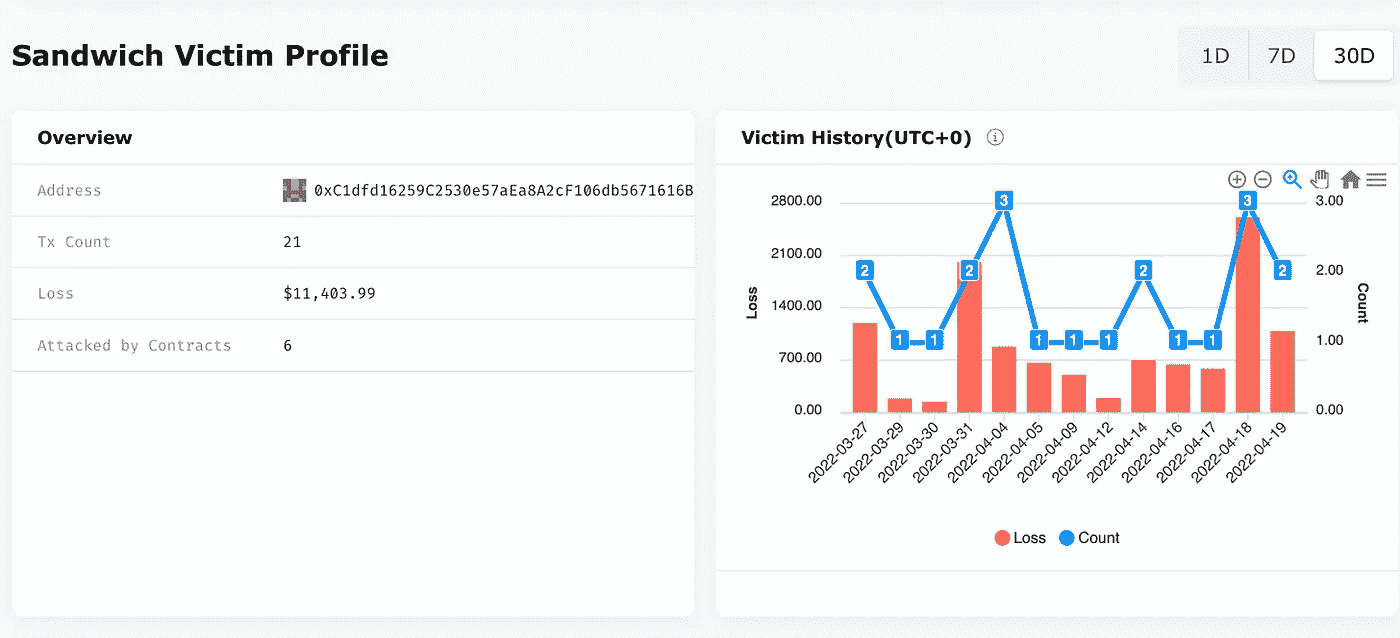 Sandwich Victim Profile
1D 7D 30D
Overview
Address 0xC1dfd16259C2530e57aEa8A2cF106db5671616B
Tx Count 21
Loss $11,403.99
Attacked by Contracts 6
Victim History(UTC+0)
2800.00
2100.00
1400.00
700.00
0.00
Loss
2 1 1 2 3 1 1 1 2 1 1 3 2
3.00
2.00
1.00
0.00
Count
2022-03-27
2022-03-29
2022-03-30
2022-03-31
2022-04-04
2022-04-05
2022-04-09
2022-04-12
2022-04-14
2022-04-16
2022-04-17
2022-04-18
2022-04-19
Loss Count